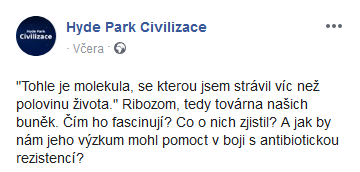 Hyde Park
Civilizace
Hyde Park Civilizace
· Včera ·
"Tohle je molekula, se kterou jsem strávil víc než
polovinu života." Ribozom, tedy továrna našich
buněk. Čím ho fascinují? Co o nich zjistil? A jak by
nám jeho výzkum mohl pomoct v boji s antibiotickou
rezistencí?